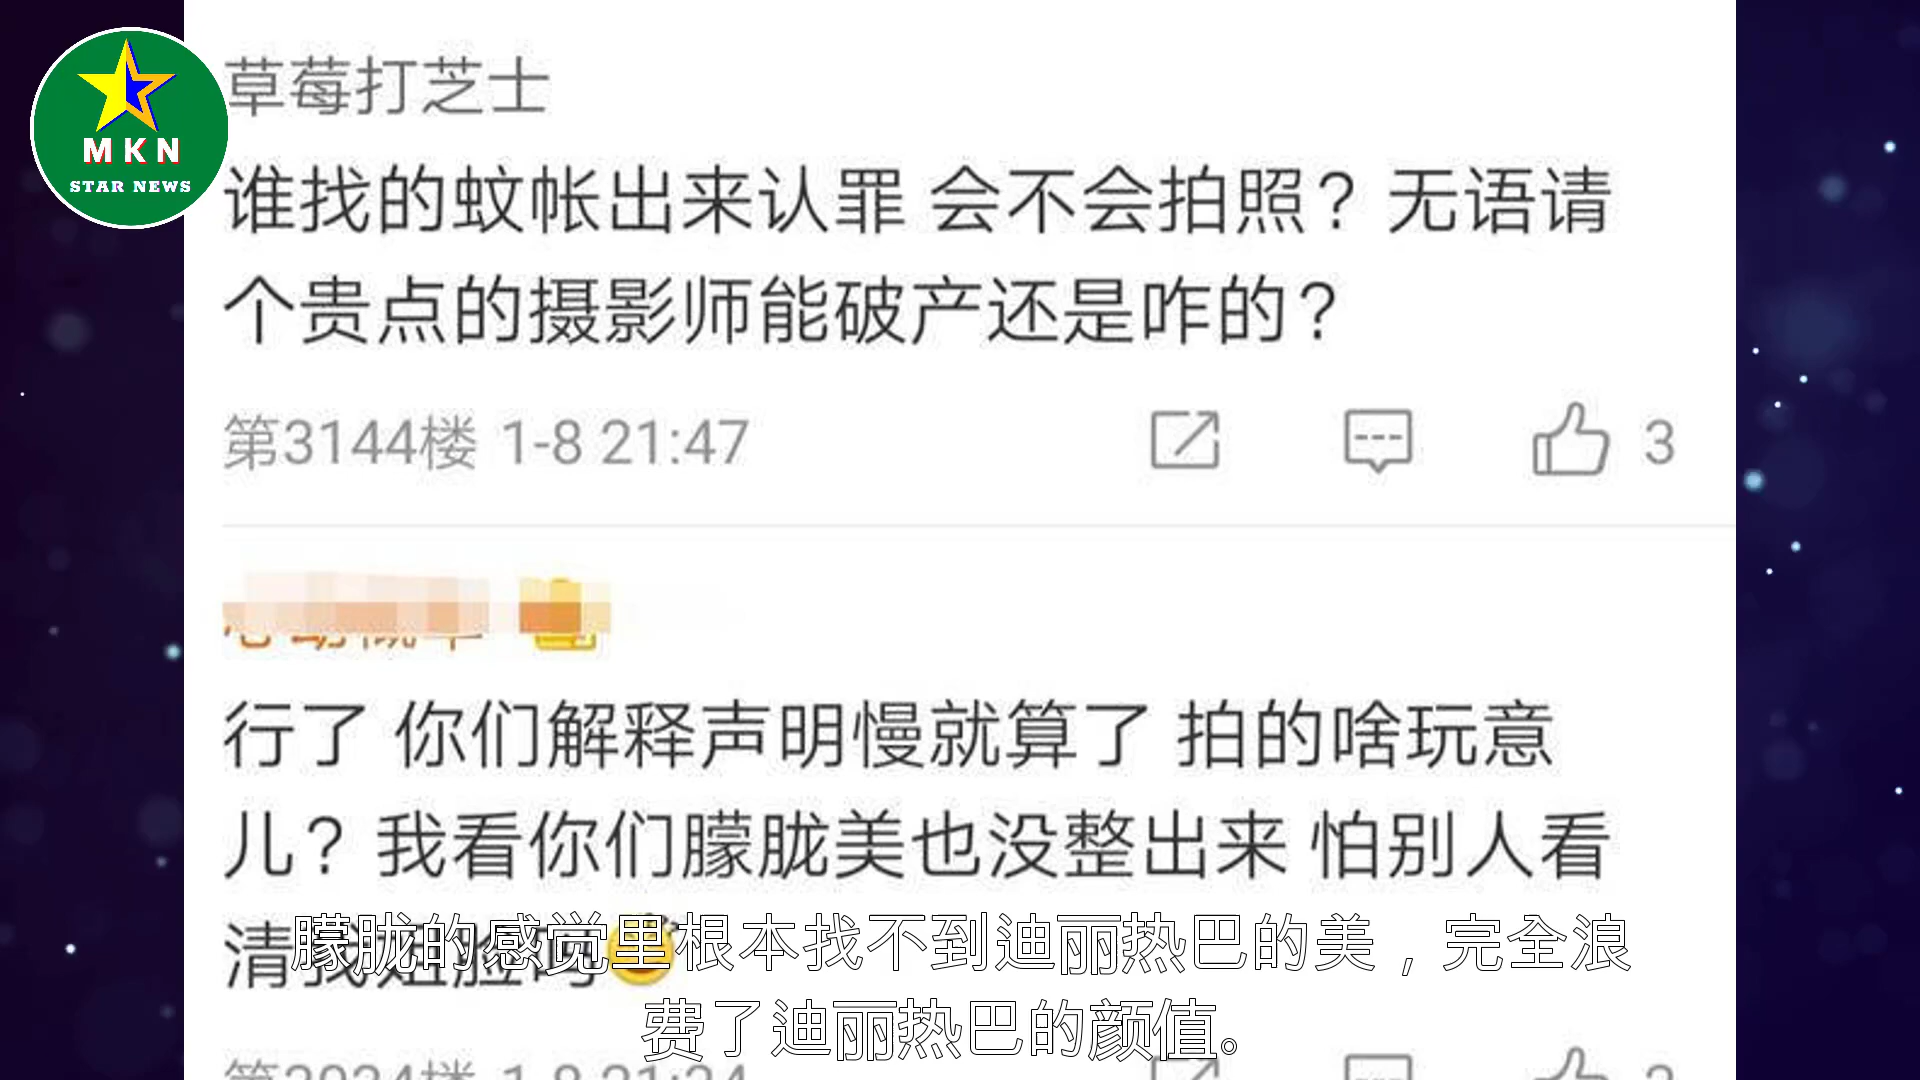 MKN
STAR NEWS
草莓打芝士
谁找的蚊帐出来认罪 会不会拍照？无语请
个贵点的摄影师能破产还是咋的？
第3144楼 1-8 21:47
3
行了 你们解释声明慢就算了 拍的啥玩意
儿？我看你们朦胧美也没整出来 怕别人看
清我
朦胧的感觉里根本找不到迪丽热巴的美，完全浪
费了迪丽热巴的颜值。